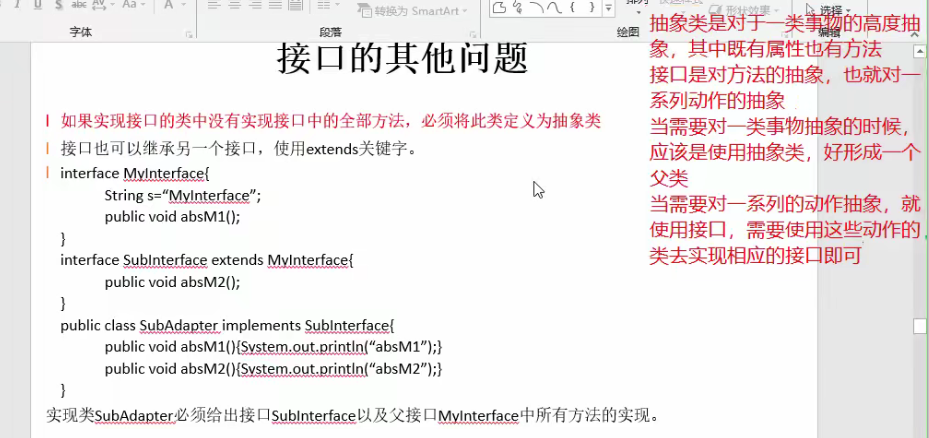 转换为 SmartArt
形状效果
选择
字体
段落
绘图
编辑
接口的其他问题
如果实现接口的类中没有实现接口中的全部方法，必须将此类定义为抽象类
接口也可以继承另一个接口，使用extends关键字。
interface MyInterface{
String s=“MyInterface”;
public void absM1();
}
interface SubInterface extends MyInterface{
public void absM2();
}
public class SubAdapter implements SubInterface{
public void absM1(){System.out.println(“absM1”);}
public void absM2(){System.out.println(“absM2”);}
}
实现类SubAdapter必须给出接口SubInterface以及父接口MyInterface中所有方法的实现。
抽象类是对于一类事物的高度抽
象，其中既有属性也有方法
接口是对方法的抽象，也就对一
系列动作的抽象
当需要对一类事物抽象的时候，
应该是使用抽象类，好形成一个
父类
当需要对一系列的动作抽象，就
使用接口，需要使用这些动作的
类去实现相应的接口即可